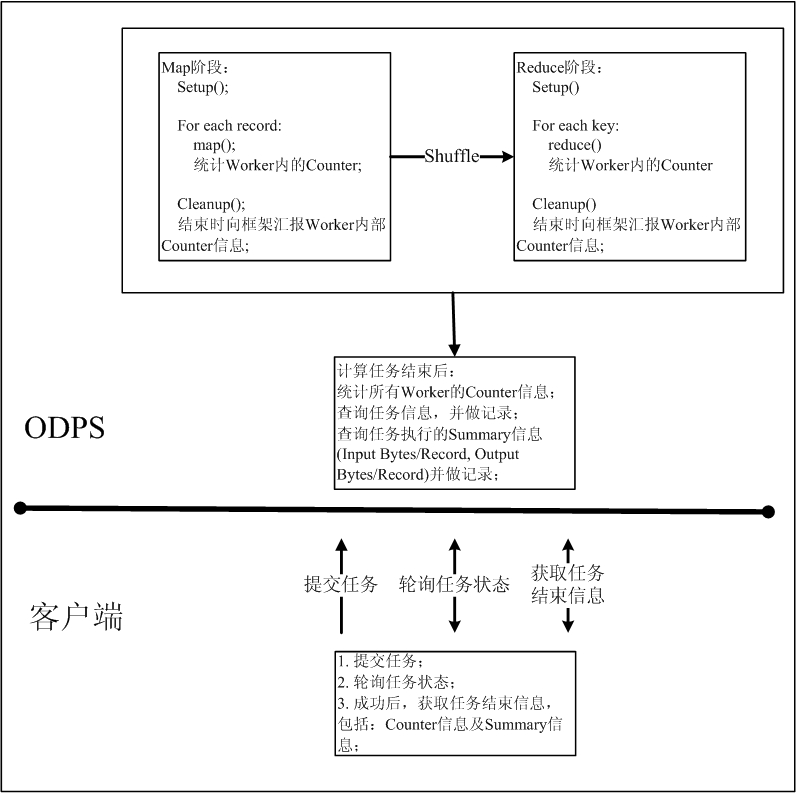 Map阶段：
Setup();
For each record:
map();
统计Worker内的Counter;
Cleanup();
结束时向框架汇报Worker内部
Counter信息;
Shuffle
Reduce阶段：
Setup()
For each key:
reduce()
统计Worker内的Counter
Cleanup()
结束时向框架汇报Worker内部
Counter信息;
计算任务结束后：
统计所有Worker的Counter信息；
查询任务信息，并做记录；
查询任务执行的Summary信息
(Input Bytes/Record, Output
Bytes/Record)并做记录；
ODPS
提交任务
轮询任务状态
获取任务
结束信息
客户端
1. 提交任务；
2. 轮询任务状态；
3. 成功后，获取任务结束信息，
包括：Counter信息及Summary信
息；